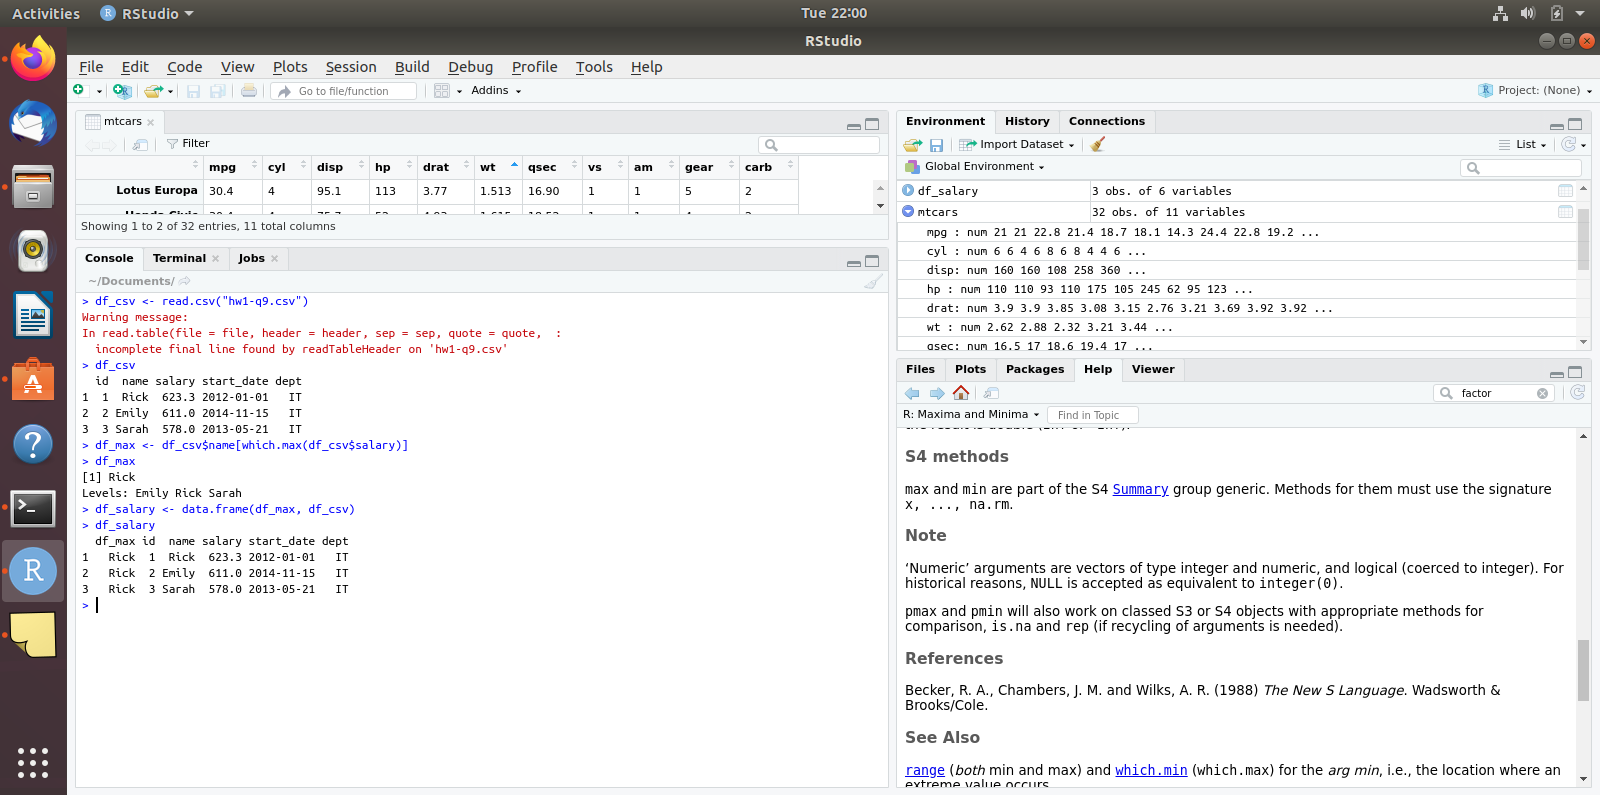 Activities RStudio Tue 22:00
RStudio
File Edit Code View Plots Session Build Debug Profile Tools Help
Go to file/function Addins Project: (None)
mtcars
Filter
mpg cyl disp hp drat wt qsec vs am gear carb
Lotus Europa 30.4 4 95.1 113 3.77 1.513 16.90 1 1 5 2
Showing 1 to 2 of 32 entries, 11 total columns
Console Terminal Jobs
~/Documents/
> df_csv <- read.csv("hw1-q9.csv")
Warning message:
In read.table(file = file, header = header, sep = sep, quote = quote,  :
  incomplete final line found by readTableHeader on 'hw1-q9.csv'
> df_csv
  id  name salary start_date dept
1  1  Rick  623.3 2012-01-01   IT
2  2 Emily  611.0 2014-11-15   IT
3  3 Sarah  578.0 2013-05-21   IT
> df_max <- df_csv$name[which.max(df_csv$salary)]
> df_max
[1] Rick
Levels: Emily Rick Sarah
> df_salary <- data.frame(df_max, df_csv)
> df_salary
  df_max id  name salary start_date dept
1   Rick  1  Rick  623.3 2012-01-01   IT
2   Rick  2 Emily  611.0 2014-11-15   IT
3   Rick  3 Sarah  578.0 2013-05-21   IT
>
Environment History Connections
Import Dataset List
Global Environment
df_salary 3 obs. of 6 variables
mtcars 32 obs. of 11 variables
mpg : num 21 21 22.8 21.4 18.7 18.1 14.3 24.4 22.8 19.2 ...
cyl : num 6 6 4 6 8 6 8 4 4 6 ...
disp: num 160 160 108 258 360 ...
hp : num 110 110 93 110 175 105 245 62 95 123 ...
drat: num 3.9 3.9 3.85 3.08 3.15 2.76 3.21 3.69 3.92 3.92 ...
wt : num 2.62 2.88 2.32 3.21 3.44 ...
qsec: num 16.5 17 18.6 19.4 17 ...
Files Plots Packages Help Viewer
factor
R: Maxima and Minima Find in Topic
S4 methods
max and min are part of the S4 Summary group generic. Methods for them must use the signature
x, ..., na.rm.
Note
‘Numeric’ arguments are vectors of type integer and numeric, and logical (coerced to integer). For
historical reasons, NULL is accepted as equivalent to integer(0).
pmax and pmin will also work on classed S3 or S4 objects with appropriate methods for
comparison, is.na and rep (if recycling of arguments is needed).
References
Becker, R. A., Chambers, J. M. and Wilks, A. R. (1988) The New S Language. Wadsworth &
Brooks/Cole.
See Also
range (both min and max) and which.min (which.max) for the arg min, i.e., the location where an
extreme value occurs.